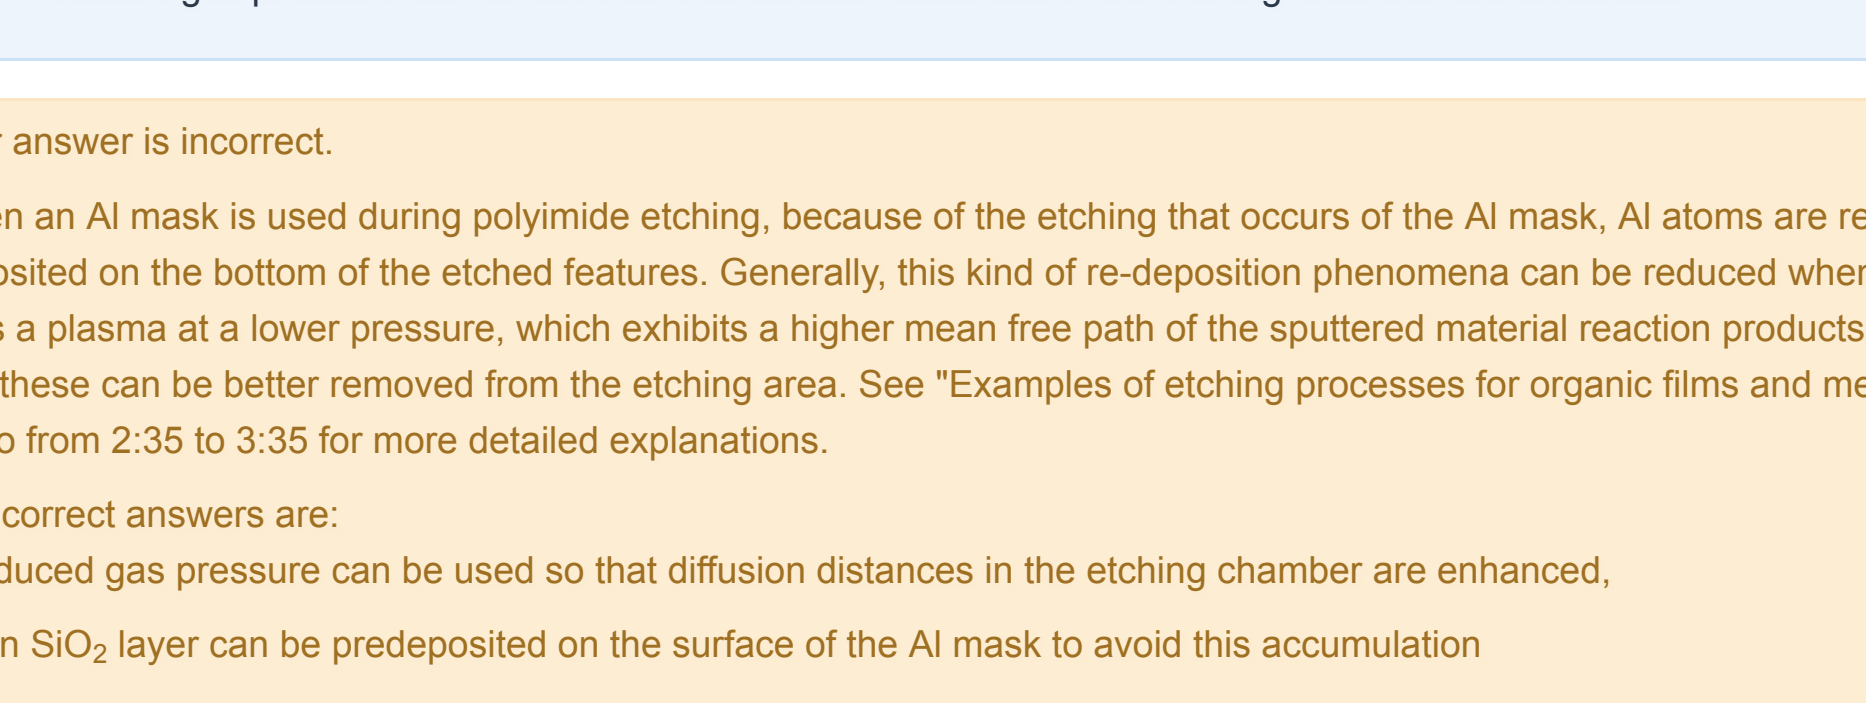 answer is incorrect.
en an Al mask is used during polyimide etching, because of the etching that occurs of the Al mask, Al atoms are re
osited on the bottom of the etched features. Generally, this kind of re-deposition phenomena can be reduced when
s a plasma at a lower pressure, which exhibits a higher mean free path of the sputtered material reaction products
these can be better removed from the etching area. See "Examples of etching processes for organic films and me
o from 2:35 to 3:35 for more detailed explanations.
correct answers are:
duced gas pressure can be used so that diffusion distances in the etching chamber are enhanced,
n SiO₂ layer can be predeposited on the surface of the Al mask to avoid this accumulation